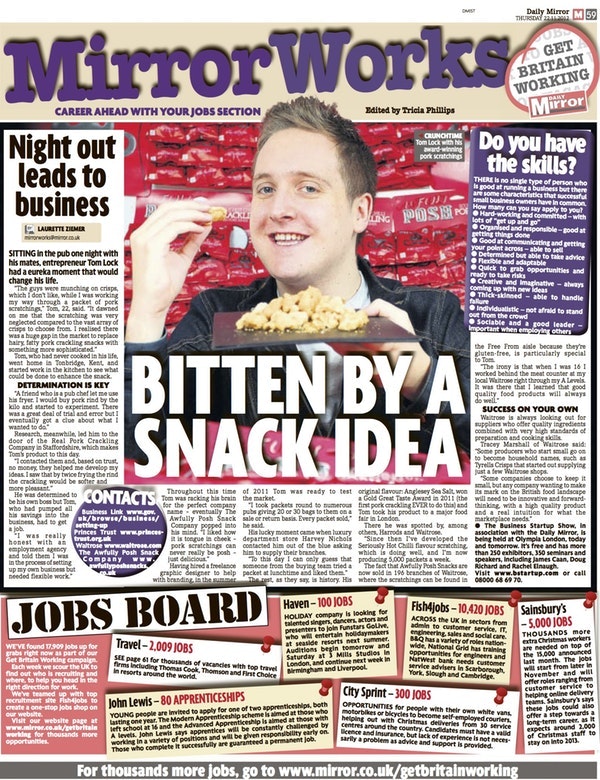 DMIST
Daily Mirror
THURSDAY 22.11.2012
M 59
MirrorWorks
CAREER AHEAD WITH YOUR JOBS SECTION
Edited by Tricia Phillips
GET
BRITAIN
WORKING
DAILY
Mirror
Night out
leads to
business
LAURETTE ZIEMER
mirrorworks@mirror.co.uk
SITTING in the pub one night with
his mates, entrepreneur Tom Lock
had a eureka moment that would
change his life.
"The guys were munching on crisps,
which I don't like, while I was working
my way through a packet of pork
scratchings," Tom, 22, said. "It dawned
on me that the scratching was very
neglected compared to the vast array of
crisps to choose from. I realised there
was a huge gap in the market to replace
hairy, fatty pork crackling snacks with
something more sophisticated."
Tom, who had never cooked in his life,
went home in Tonbridge, Kent, and
started work in the kitchen to see what
could be done to enhance the snack.
DETERMINATION IS KEY
"A friend who is a pub chef let me use
his fryer. I would buy pork rind by the
kilo and started to experiment. There
was a great deal of trial and error but I
eventually got a clue about what I
wanted to do."
Research, meanwhile, led him to the
door of the Real Pork Crackling
Company in Staffordshire, which makes
Tom's product to this day.
"I contacted them and, based on trust,
no money, they helped me develop my
ideas. I saw that by twice frying the rind
the crackling would be softer and
more pleasant."
He was determined to
be his own boss but Tom,
who had pumped all
his savings into the
business, had to get
a job.
"I was really
honest with an
employment agency
and told them I was
in the process of setting
up my own business but
needed flexible work."
CONTACTS
Business Link www.gov.
uk/browse/business/
setting-up
Princes Trust www.princes-
trust.org.uk
Waitrose www.waitrose.com
The Awfully Posh Snack
Company www.
awfullyposhsnacks.
co.uk
CRUNCHTIME
Tom Lock with his
award-winning
pork scratchings
POSH
BITTEN BY A
SNACK IDEA
Throughout this time
Tom was racking his brain
for the perfect company
name – eventually The
Awfully Posh Snack
Company popped into
his mind. "I liked how
it is tongue in cheek –
pork scratchings can
never really be posh –
just delicious."
Having hired a freelance
graphic designer to help
with branding, in the summer
of 2011 Tom was ready to test
the market.
"I took packets round to numerous
pubs giving 20 or 30 bags to them on a
sale or return basis. Every packet sold,"
he said.
His lucky moment came when luxury
department store Harvey Nichols
contacted him out of the blue asking
him to supply their branches.
"To this day I can only guess that
someone from the buying team tried a
packet at lunchtime and liked them."
The rest, as they say, is history. His
original flavour: Anglesey Sea Salt, won
a Gold Great Taste Award in 2011 (the
first pork crackling EVER to do this) and
Tom took his product to a major food
fair in London.
There he was spotted by, among
others, Harrods and Waitrose.
"Since then I've developed the
Seriously Hot Chilli flavour scratching,
which is doing well, and I'm now
producing 5,000 packets a week."
The fact that Awfully Posh Snacks are
now sold in 196 branches of Waitrose,
where the scratchings can be found in
Do you have
the skills?
THERE is no single type of person who
is good at running a business but there
are some characteristics that successful
small business owners have in common.
How many can you say apply to you?
● Hard-working and committed – with
lots of "get up and go"
● Organised and responsible – good at
getting things done
● Good at communicating and getting
your point across – able to sell
● Determined but able to take advice
● Flexible and adaptable
● Quick to grab opportunities and
ready to take risks
● Creative and imaginative – always
coming up with new ideas
● Thick-skinned – able to handle
failure
● Individualistic – not afraid to stand
out from the crowd
● Sociable and a good leader –
important when employing others
the Free From aisle because they're
gluten-free, is particularly special
to Tom.
"The irony is that when I was 16 I
worked behind the meat counter at my
local Waitrose right through my A Levels.
It was there that I learned that good
quality food products will always
do well."
SUCCESS ON YOUR OWN
Waitrose is always looking out for
suppliers who offer quality ingredients
combined with very high standards of
preparation and cooking skills.
Tracey Marshall of Waitrose said:
"Some producers who start small go on
to become household names, such as
Tyrells Crisps that started out supplying
just a few Waitrose shops.
"Some companies choose to keep it
small, but any company wanting to make
its mark on the British food landscape
will need to be innovative and forward-
thinking, with a high quality product
and a real intuition for what the
marketplace needs."
● The Business Startup Show, in
association with the Daily Mirror, is
being held at Olympia London, today
and tomorrow. It's free and has more
than 250 exhibitors, 350 seminars and
speakers, including James Caan, Doug
Richard and Rachel Elnaugh.
Visit www.bstartup.com or call
08000 68 69 70.
JOBS BOARD
WE'VE found 17,909 jobs up for
grabs right now as part of our
Get Britain Working campaign.
Each week we scour the UK to
find out who is recruiting and
where, to help you head in the
right direction for work.
We've teamed up with top
recruitment site Fish4Jobs to
create a one-stop jobs shop on
our website.
Visit our website page at
www.mirror.co.uk/getbritain
working for thousands more
opportunities.
Travel – 2,009 JOBS
SEE page 61 for thousands of vacancies with top travel
firms including Thomas Cook, Thomson and First Choice
in resorts around the world.
Haven – 100 JOBS
HOLIDAY company is looking for
talented singers, dancers, actors and
presenters to join Funstars GoLive,
who will entertain holidaymakers
at seaside resorts next summer.
Auditions begin tomorrow and
Saturday at 3 Mills Studios in
London, and continue next week in
Birmingham and Liverpool.
Fish4jobs – 10,420 JOBS
ACROSS the UK in sectors from
admin to customer service, IT,
engineering, sales and social care.
B&Q has a variety of roles nation-
wide, National Grid has training
opportunities for engineers and
NatWest bank needs customer
service advisers in Scarborough,
York, Slough and Cambridge.
Sainsbury's
– 5,000 JOBS
THOUSANDS more
extra Christmas workers
are needed on top of
the 15,000 announced
last month. The jobs
will start from later in
November and will
offer roles ranging from
customer service to
helping online delivery
teams. Sainsbury's says
these jobs could also
offer a step towards a
long-term career, as it
expects around 2,000
of Christmas staff to
stay on into 2013.
John Lewis – 80 APPRENTICESHIPS
YOUNG people are invited to apply for one of two apprenticeships, both
lasting one year. The Modern Apprenticeship scheme is aimed at those who
left school at 16 and the Advanced Apprenticeship is aimed at those with
A levels. John Lewis says apprentices will be constantly challenged by
working in a variety of positions and will be given responsibility early on.
Those who complete it successfully are guaranteed a permanent job.
City Sprint – 300 JOBS
OPPORTUNITIES for people with their own white vans,
motorbikes or bicycles to become self-employed couriers,
helping out with Christmas deliveries from 30 service
centres around the country. Candidates must have a valid
licence and insurance, but lack of experience is not neces-
sarily a problem as advice and support is provided.
For thousands more jobs, go to www.mirror.co.uk/getbritainworking